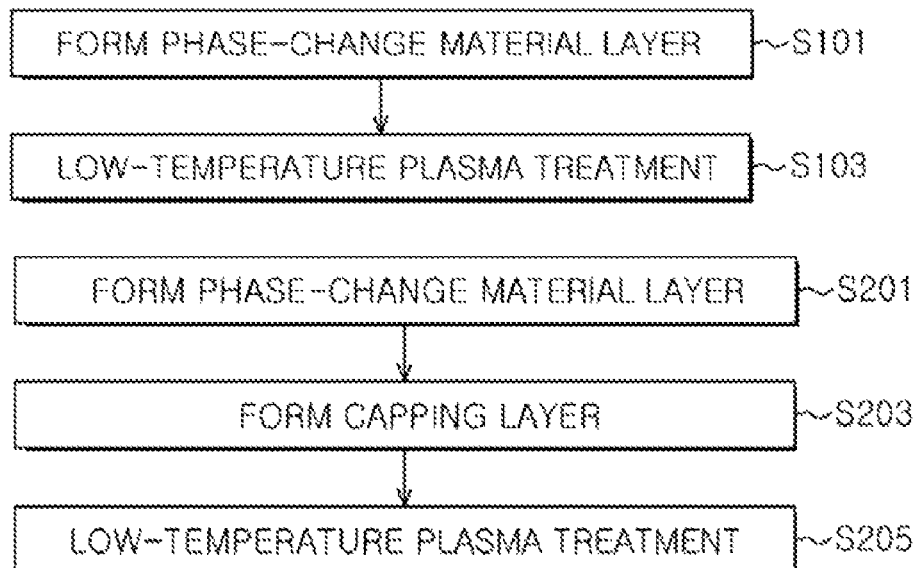 FORM PHASE-CHANGE MATERIAL LAYER ~S101
LOW-TEMPERATURE PLASMA TREATMENT ~S103
FORM PHASE-CHANGE MATERIAL LAYER ~S201
FORM CAPPING LAYER ~S203
LOW-TEMPERATURE PLASMA TREATMENT ~S205